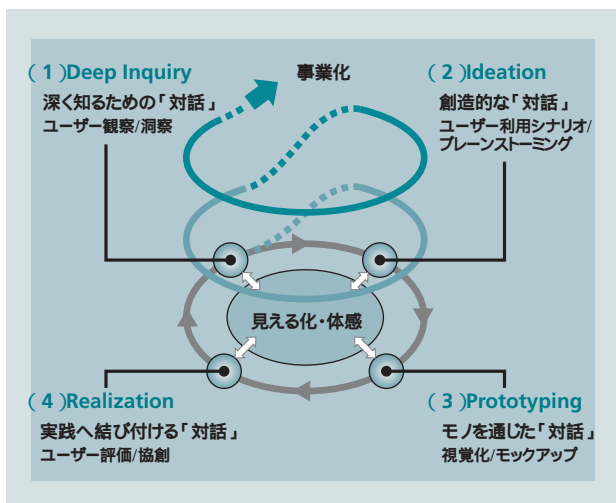 (1)Deep Inquiry
深く知るための「対話」
ユーザー観察/洞察
事業化
(2)Ideation
創造的な「対話」
ユーザー利用シナリオ/
ブレーンストーミング
見える化・体感
(4)Realization
実践へ結び付ける「対話」
ユーザー評価/協創
(3)Prototyping
モノを通じた「対話」
視覚化/モックアップ